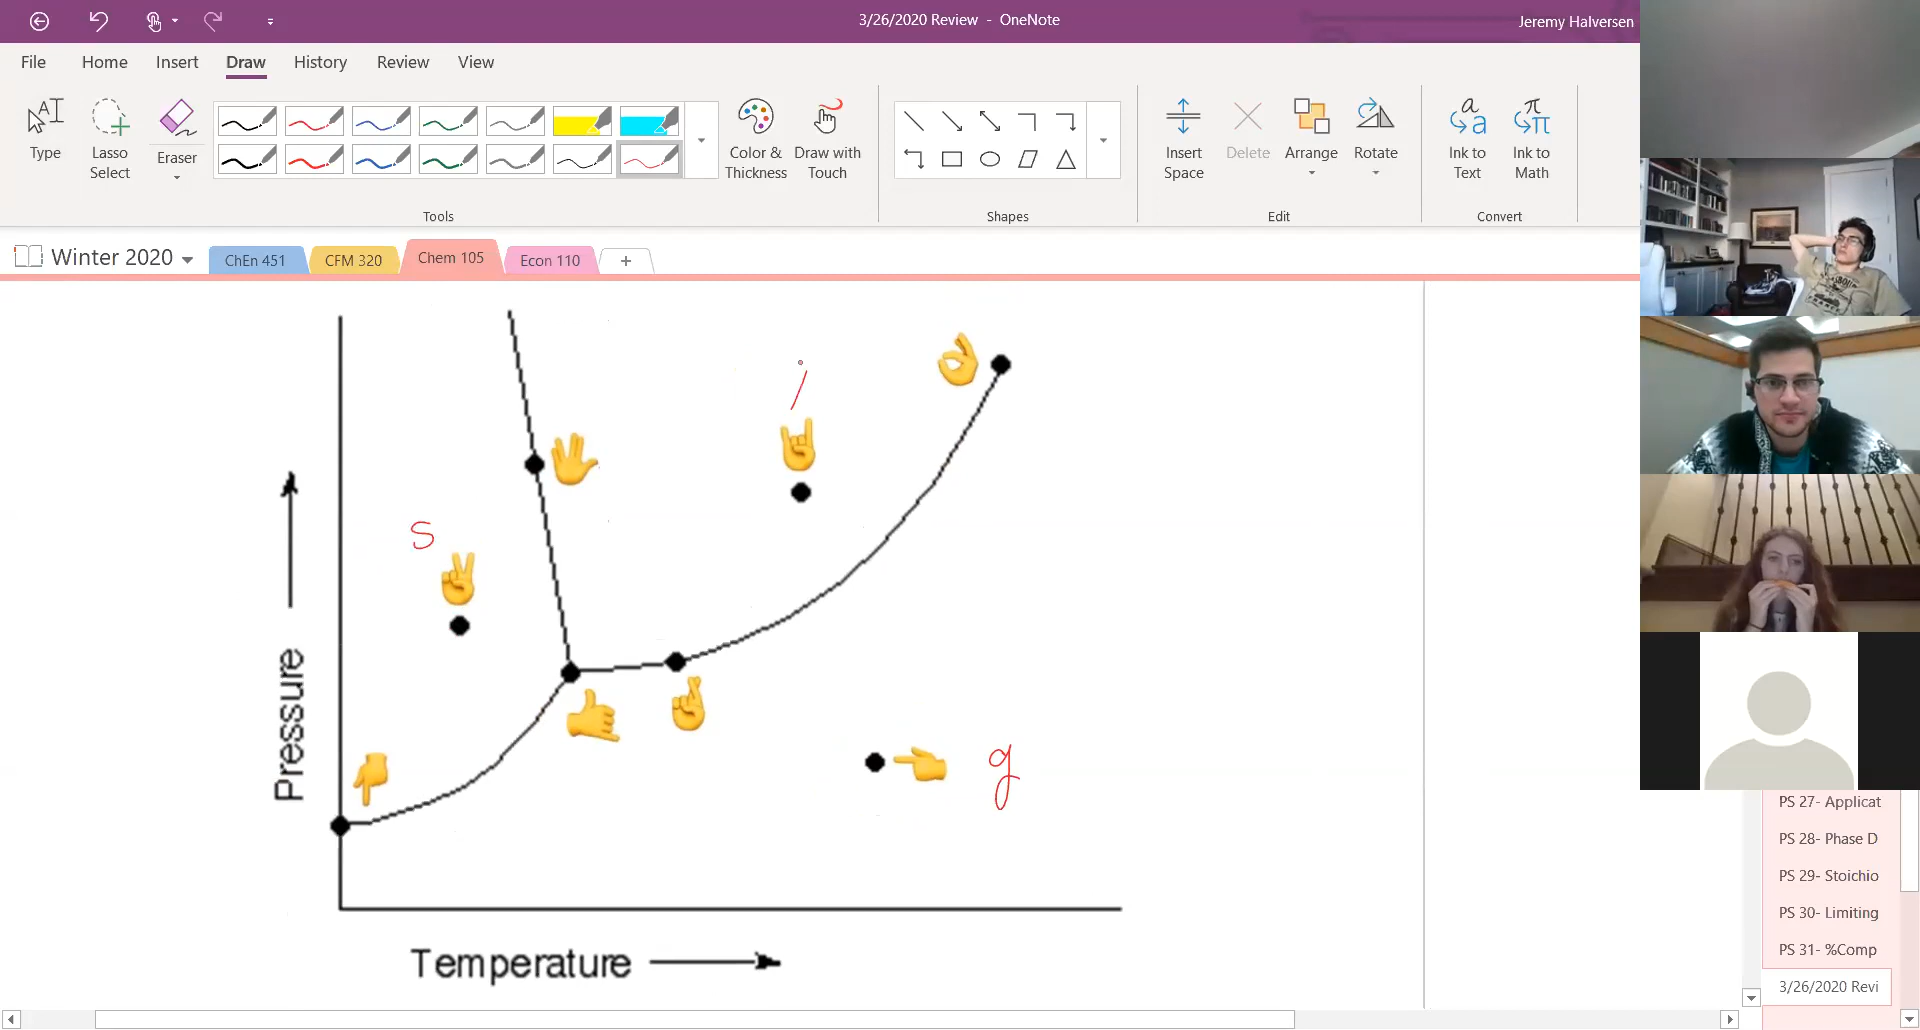 3/26/2020 Review - OneNote
Jeremy Halversen
File Home Insert Draw History Review View
Type
Lasso Select
Eraser
Color & Thickness
Draw with Touch
Insert Space
Delete
Arrange
Rotate
Ink to Text
Ink to Math
Tools
Shapes
Edit
Convert
Winter 2020
ChEn 451
CFM 320
Chem 105
Econ 110
+
s
g
Pressure
Temperature
PS 27- Applicat
PS 28- Phase D
PS 29- Stoichio
PS 30- Limiting
PS 31- %Comp
3/26/2020 Revi